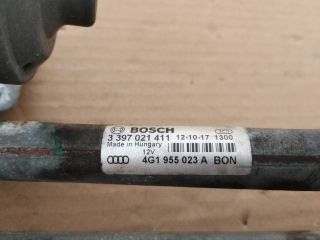 BOSCH
3 397 021 411 12-10-17 1300
Made in Hungary
12V
4G1 955 023 A BON